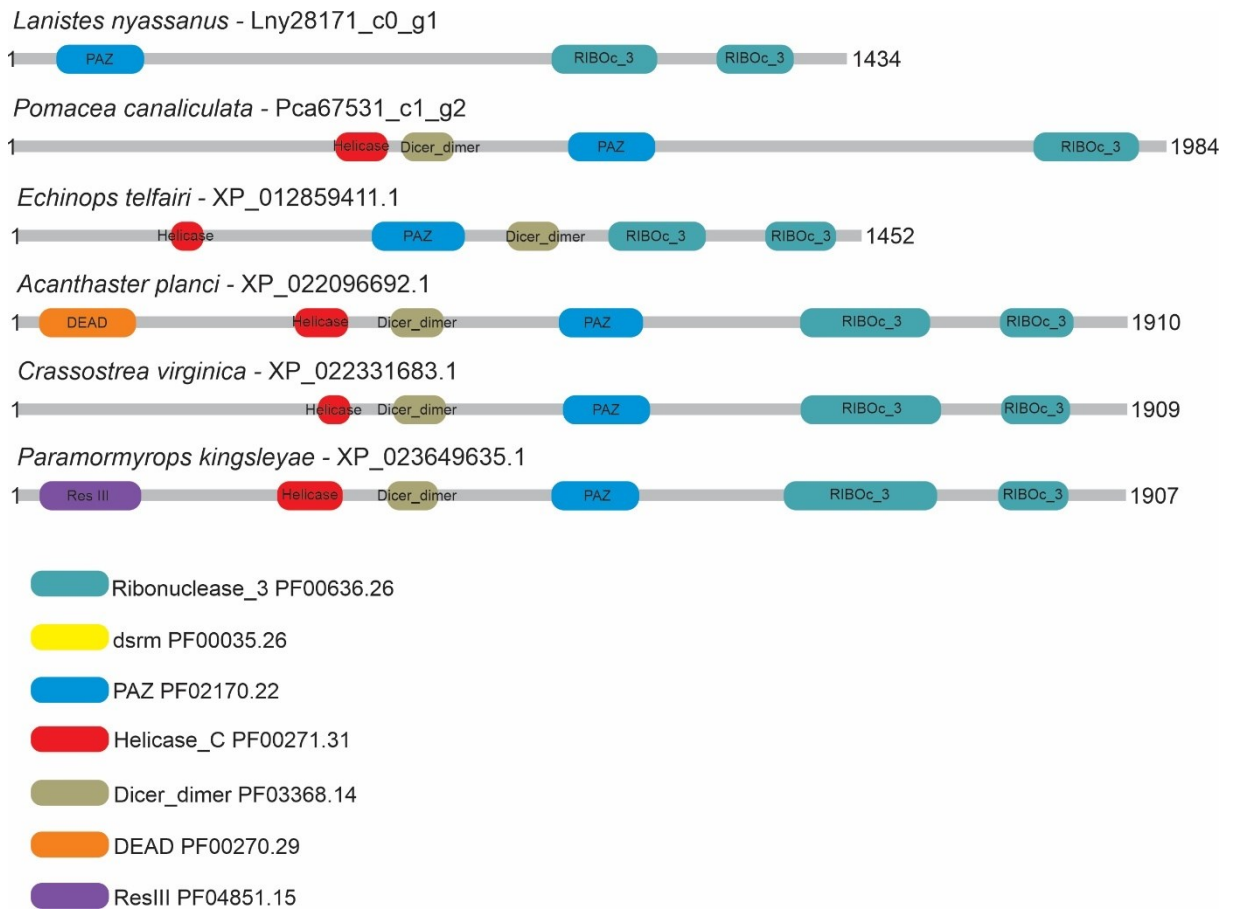 Lanistes nyassanus - Lny28171_c0_g1
1 PAZ RIBOc_3 RIBOc_3 1434
Pomacea canaliculata - Pca67531_c1_g2
1 Helicase Dicer_dimer PAZ RIBOc_3 1984
Echinops telfairi - XP_012859411.1
1 Helicase PAZ Dicer_dimer RIBOc_3 RIBOc_3 1452
Acanthaster planci - XP_022096692.1
1 DEAD Helicase Dicer_dimer PAZ RIBOc_3 RIBOc_3 1910
Crassostrea virginica - XP_022331683.1
1 Helicase Dicer_dimer PAZ RIBOc_3 RIBOc_3 1909
Paramormyrops kingsleyae - XP_023649635.1
1 Res III Helicase Dicer_dimer PAZ RIBOc_3 RIBOc_3 1907
Ribonuclease_3 PF00636.26
dsrm PF00035.26
PAZ PF02170.22
Helicase_C PF00271.31
Dicer_dimer PF03368.14
DEAD PF00270.29
ResIII PF04851.15